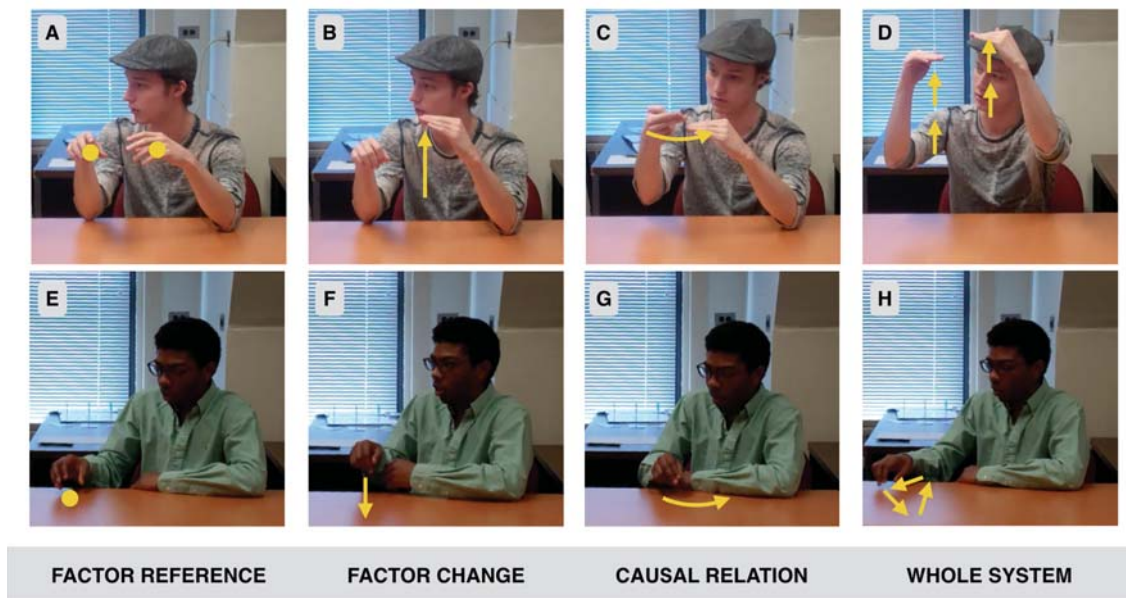 A B C D
E F G H
FACTOR REFERENCE FACTOR CHANGE CAUSAL RELATION WHOLE SYSTEM